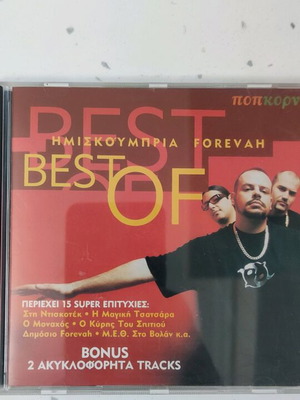 ποπκορν
BEST
ΗΜΙΣΚΟΥΜΠΡΙΑ FOREVAH
BEST
OF
ΠΕΡΙΕΧΕΙ 15 SUPER ΕΠΙΤΥΧΙΕΣ:
Στη Ντισκοτέκ • Η Μαγική Τσατσάρα
Ο Μοναχός • Ο Κύρης Του Σπιτιού
Δημόσιο Forevah • Μ.Ε.Θ. Στο Βολάν κ.α.
BONUS
2 ΑΚΥΚΛΟΦΟΡΗΤΑ TRACKS